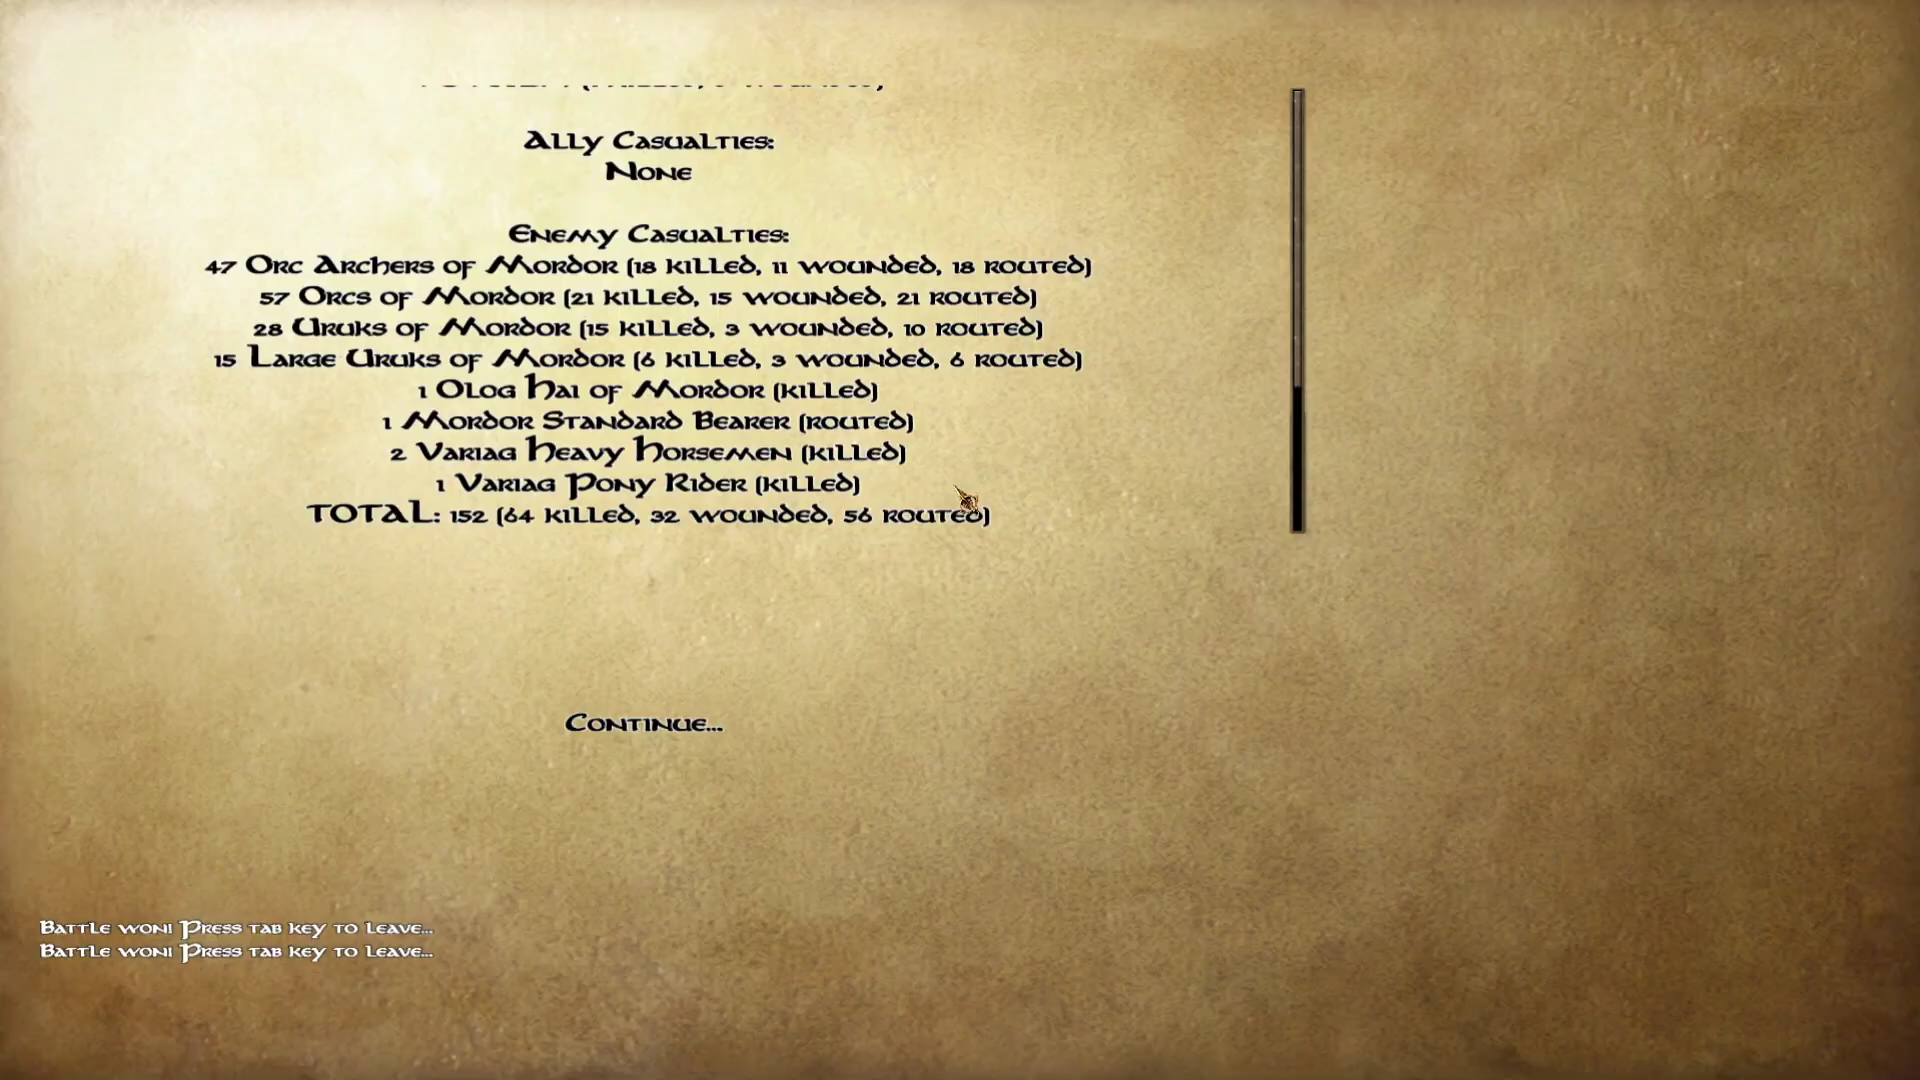 Ally Casualties:
None
Enemy Casualties:
47 Orc Archers of Mordor (18 killed, 11 wounded, 18 routed)
57 Orcs of Mordor (21 killed, 15 wounded, 21 routed)
28 Uruks of Mordor (15 killed, 3 wounded, 10 routed)
15 Large Uruks of Mordor (6 killed, 3 wounded, 6 routed)
1 Olog Hai of Mordor (killed)
1 Mordor Standard Bearer (routed)
2 Variag Heavy Horsemen (killed)
1 Variag Pony Rider (killed)
TOTAL: 152 (64 killed, 32 wounded, 56 routed)
Continue...
Battle won! Press tab key to leave...
Battle won! Press tab key to leave...